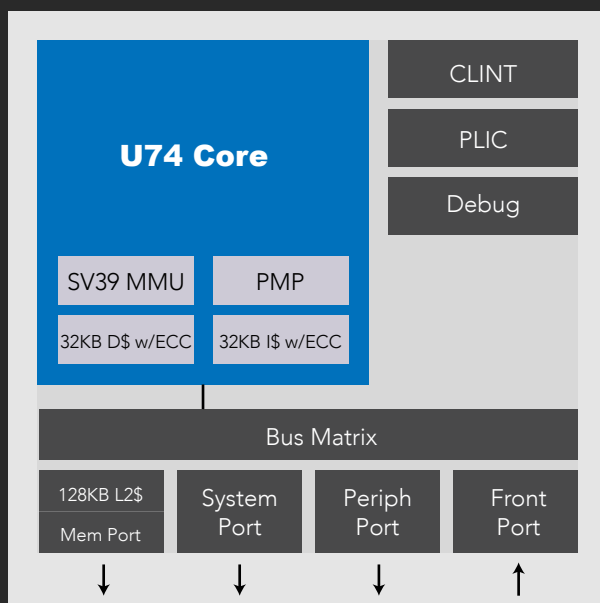 U74 Core
SV39 MMU
PMP
32KB D$ w/ECC
32KB I$ w/ECC
CLINT
PLIC
Debug
Bus Matrix
128KB L2$
Mem Port
System
Port
Periph
Port
Front
Port